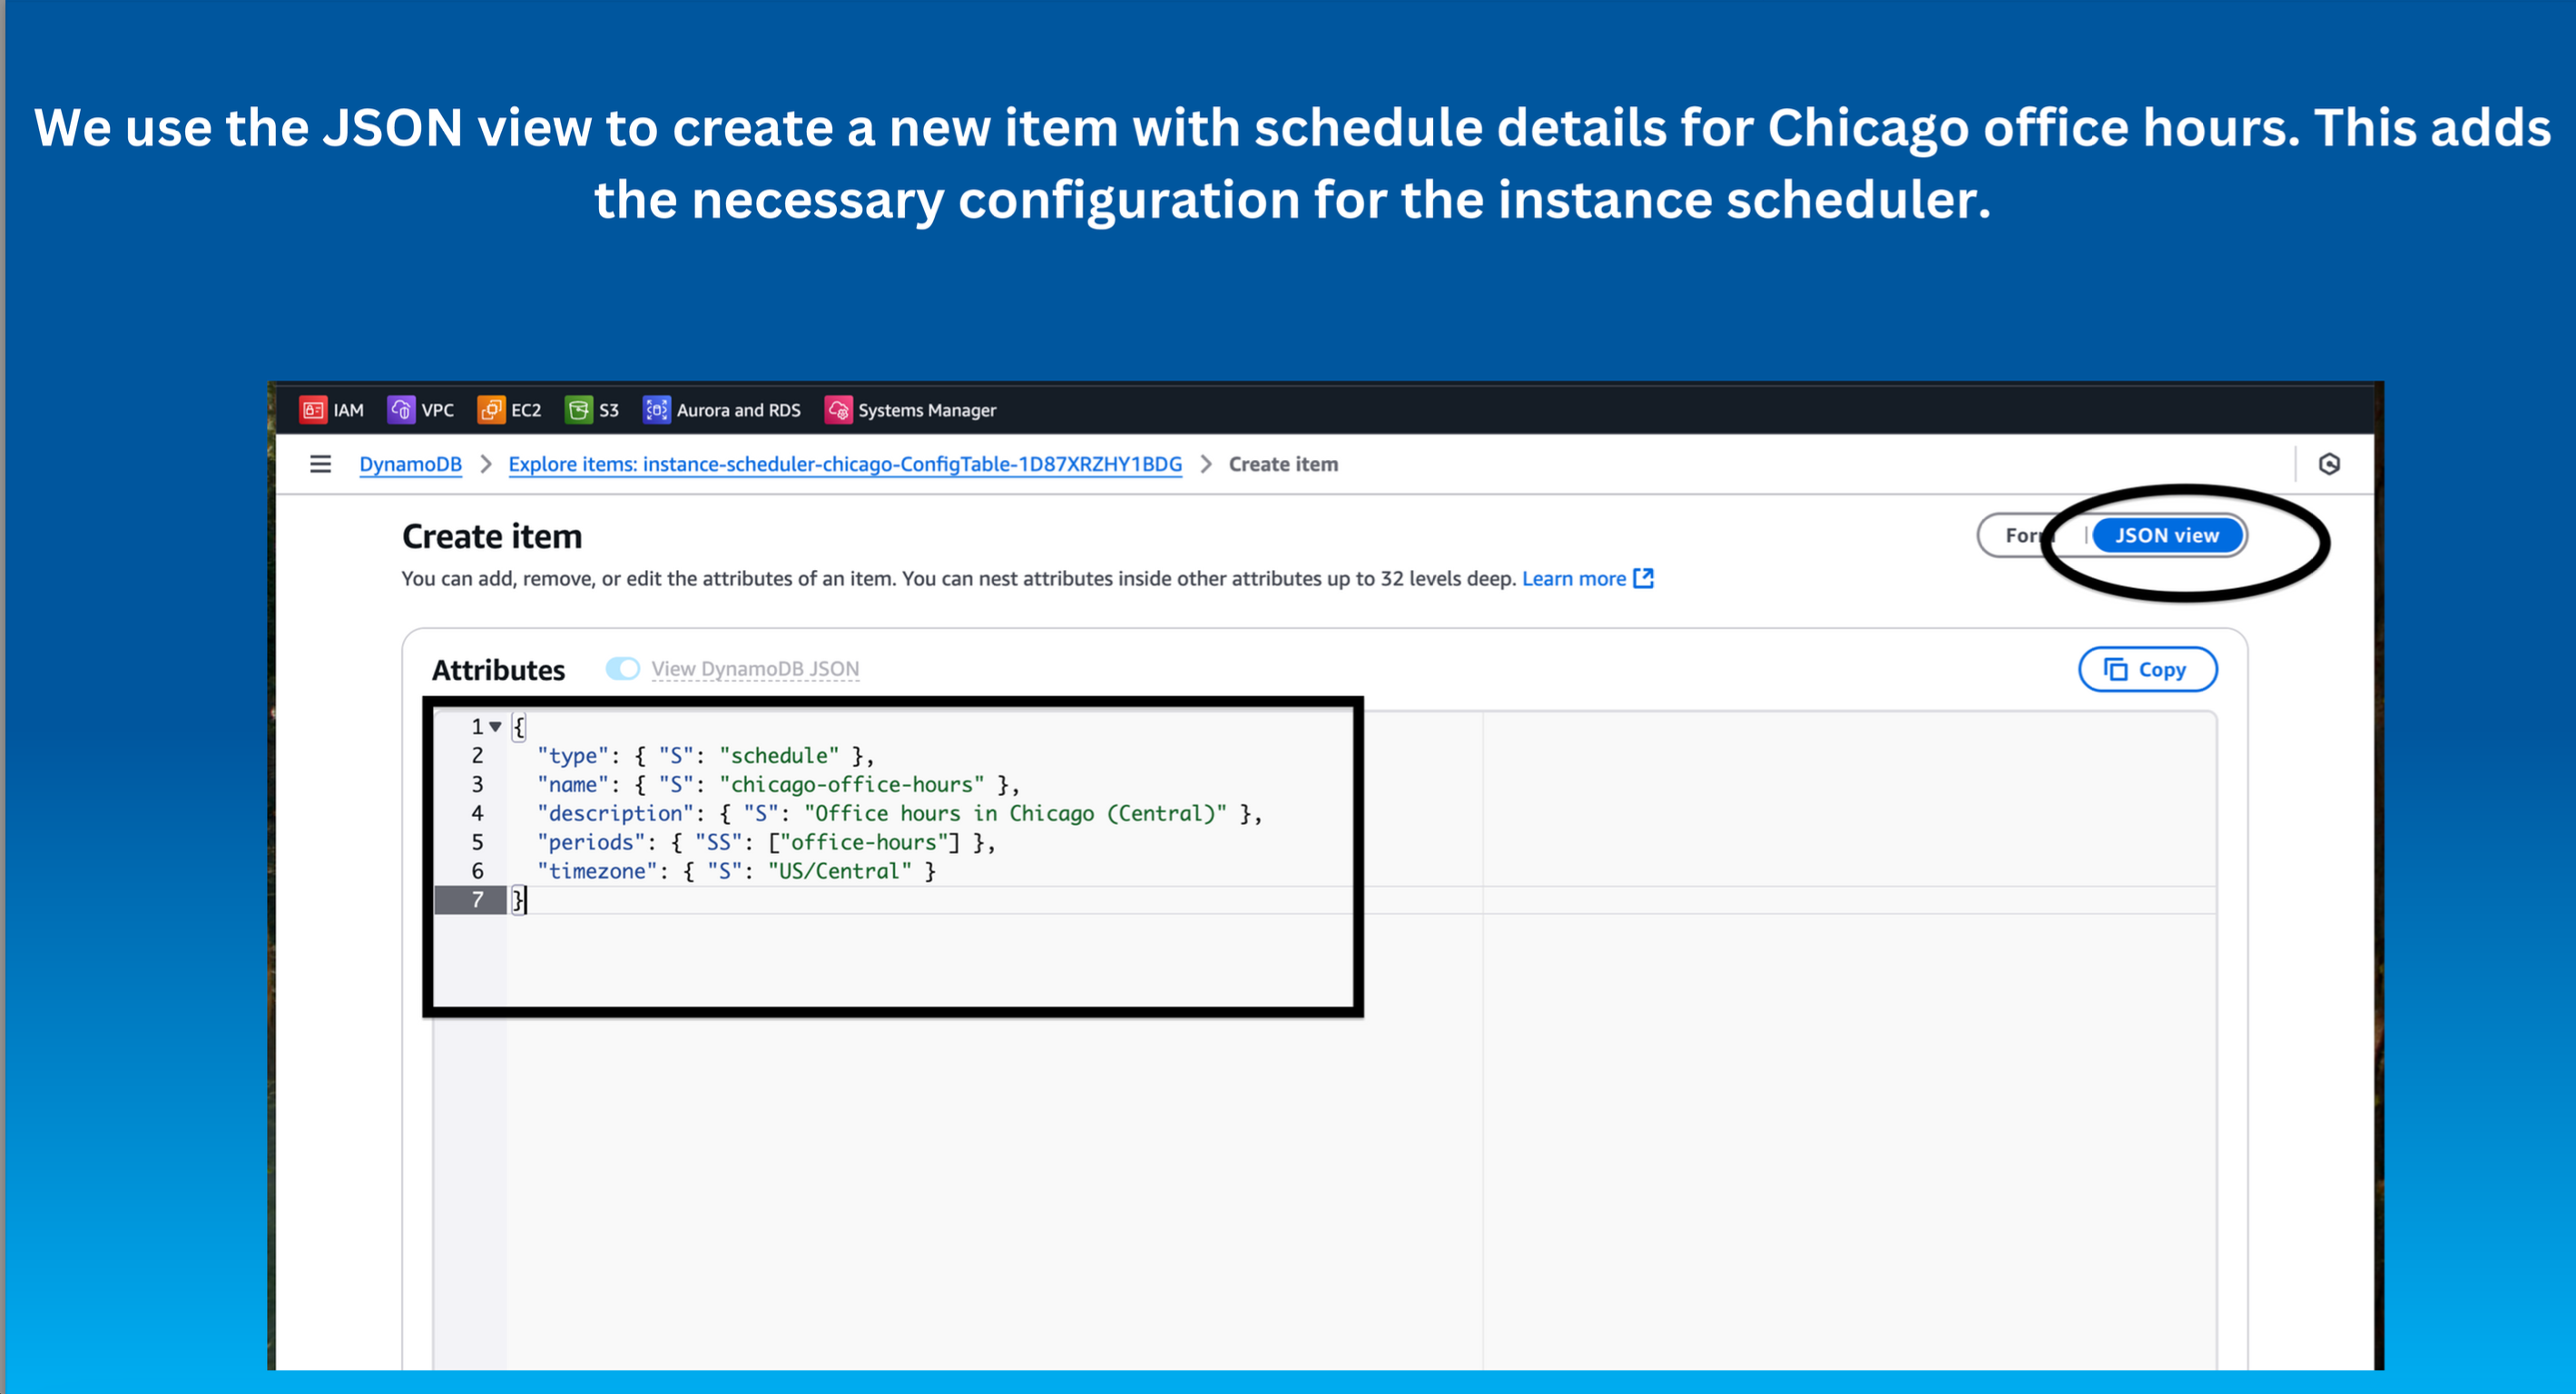 We use the JSON view to create a new item with schedule details for Chicago office hours. This adds
the necessary configuration for the instance scheduler.
IAM VPC EC2 S3 Aurora and RDS Systems Manager
DynamoDB > Explore items: instance-scheduler-chicago-ConfigTable-1D87XRZHY1BDG > Create item
Create item
JSON view
You can add, remove, or edit the attributes of an item. You can nest attributes inside other attributes up to 32 levels deep. Learn more
Attributes View DynamoDB JSON Copy
1 {
2 "type": { "S": "schedule" },
3 "name": { "S": "chicago-office-hours" },
4 "description": { "S": "Office hours in Chicago (Central)" },
5 "periods": { "SS": ["office-hours"] },
6 "timezone": { "S": "US/Central" }
7 }